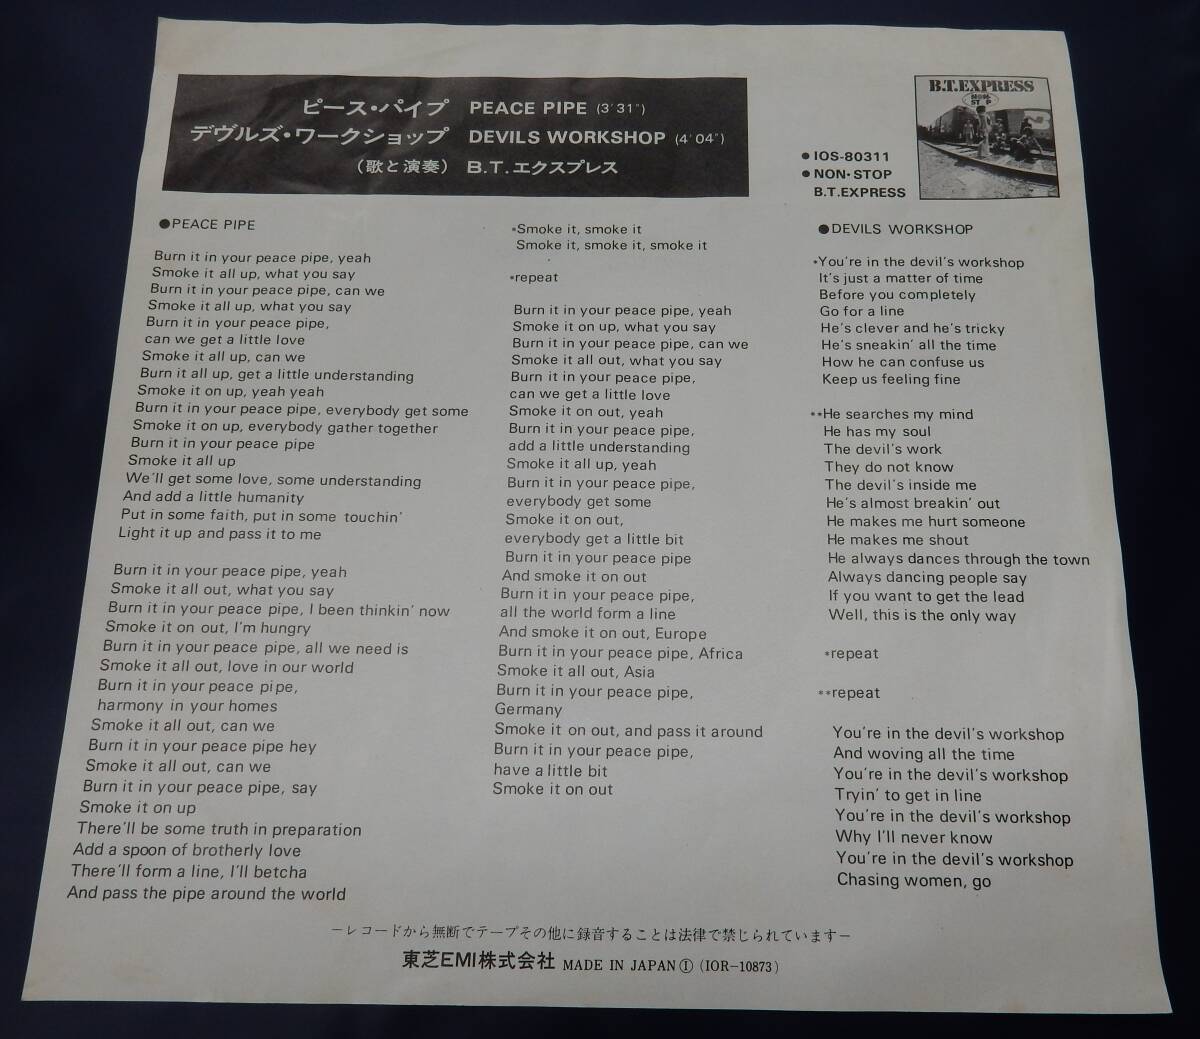 ピース・パイプ PEACE PIPE (3'31")
デヴルズ・ワークショップ DEVILS WORKSHOP (4'04")
(歌と演奏) B.T.エクスプレス
●IOS-80311
●NON・STOP
B.T.EXPRESS
B.T.EXPRESS
NON-
STOP
●PEACE PIPE
Burn it in your peace pipe, yeah
Smoke it all up, what you say
Burn it in your peace pipe, can we
Smoke it all up, what you say
Burn it in your peace pipe,
can we get a little love
Smoke it all up, can we
Burn it all up, get a little understanding
Smoke it on up, yeah yeah
Burn it in your peace pipe, everybody get some
Smoke it on up, everybody gather together
Burn it in your peace pipe
Smoke it all up
We'll get some love, some understanding
And add a little humanity
Put in some faith, put in some touchin'
Light it up and pass it to me
Burn it in your peace pipe, yeah
Smoke it all out, what you say
Burn it in your peace pipe, I been thinkin' now
Smoke it on out, I'm hungry
Burn it in your peace pipe, all we need is
Smoke it all out, love in our world
Burn it in your peace pipe,
harmony in your homes
Smoke it all out, can we
Burn it in your peace pipe hey
Smoke it all out, can we
Burn it in your peace pipe, say
Smoke it on up
There'll be some truth in preparation
Add a spoon of brotherly love
There'll form a line, I'll betcha
And pass the pipe around the world
*Smoke it, smoke it
Smoke it, smoke it, smoke it
*repeat
Burn it in your peace pipe, yeah
Smoke it on up, what you say
Burn it in your peace pipe, can we
Smoke it all out, what you say
Burn it in your peace pipe,
can we get a little love
Smoke it on out, yeah
Burn it in your peace pipe,
add a little understanding
Smoke it all up, yeah
Burn it in your peace pipe,
everybody get some
Smoke it on out,
everybody get a little bit
Burn it in your peace pipe
And smoke it on out
Burn it in your peace pipe,
all the world form a line
And smoke it on out, Europe
Burn it in your peace pipe, Africa
Smoke it all out, Asia
Burn it in your peace pipe,
Germany
Smoke it on out, and pass it around
Burn it in your peace pipe,
have a little bit
Smoke it on out
●DEVILS WORKSHOP
*You're in the devil's workshop
It's just a matter of time
Before you completely
Go for a line
He's clever and he's tricky
He's sneakin' all the time
How he can confuse us
Keep us feeling fine
**He searches my mind
He has my soul
The devil's work
They do not know
The devil's inside me
He's almost breakin' out
He makes me hurt someone
He makes me shout
He always dances through the town
Always dancing people say
If you want to get the lead
Well, this is the only way
*repeat
**repeat
You're in the devil's workshop
And woving all the time
You're in the devil's workshop
Tryin' to get in line
You're in the devil's workshop
Why I'll never know
You're in the devil's workshop
Chasing women, go
−レコードから無断でテープその他に録音することは法律で禁じられています−
東芝EMI株式会社 MADE IN JAPAN Ⓘ (IOR-10873)